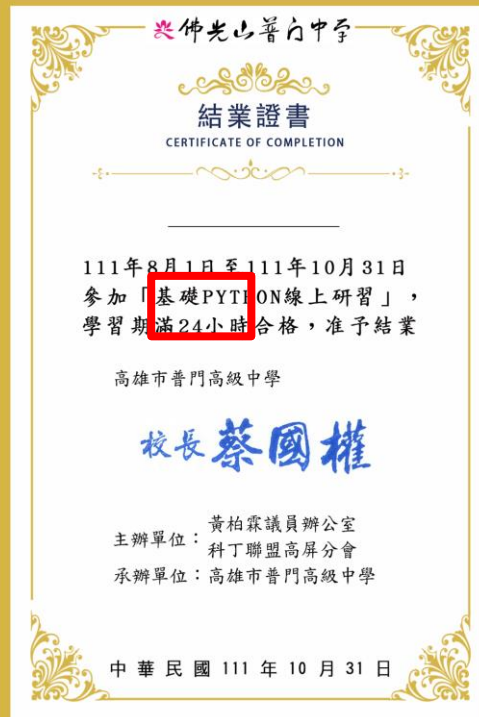 佛光山普門中學
結業證書
CERTIFICATE OF COMPLETION
111年8月1日至111年10月31日
參加「基礎PYTHON線上研習」，
學習期滿24小時合格，准予結業
高雄市普門高級中學
校長蔡國權
主辦單位：黃柏霖議員辦公室
科丁聯盟高屏分會
承辦單位：高雄市普門高級中學
中華民國 111 年 10 月 31 日